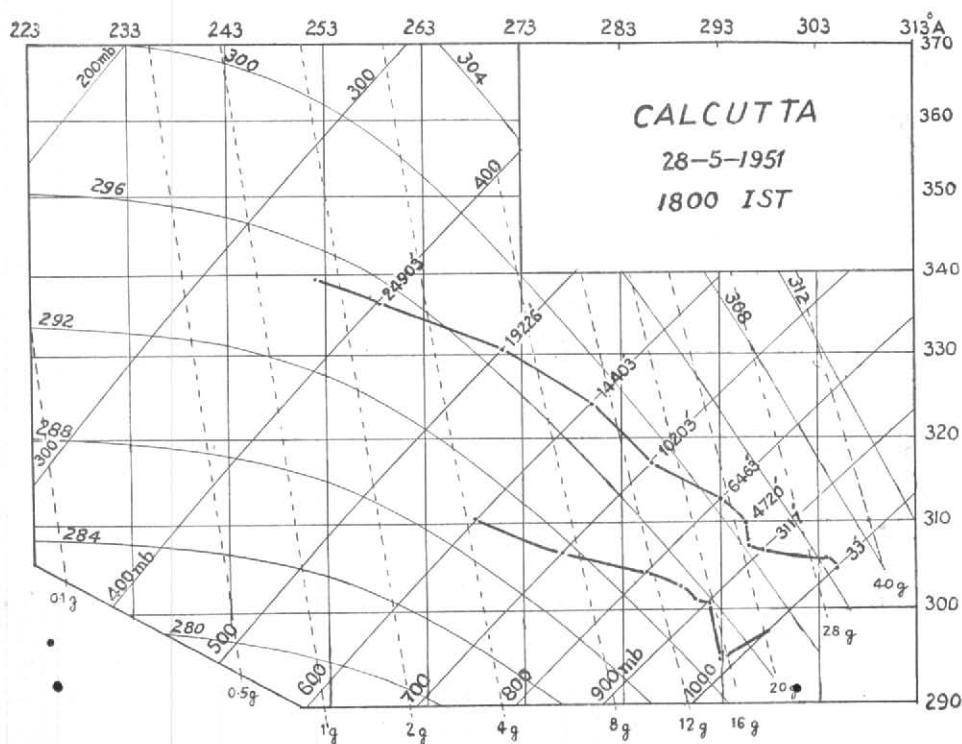 223 233 243 253 263 273 283 293 303 313°A
370
200mb 300 300 304
CALCUTTA
28-5-1951
1800 IST
360
296 400 350
24903' 340
308 312
292 19226 330
14403
288 10203' 320
300
6463' 4720' 3117 33' 310
284 400mb
40g
300
280 500 28g
0.1g
0.5g 600 700 800 900mb 1000 20g
290
1g 2g 4g 8g 12g 16g